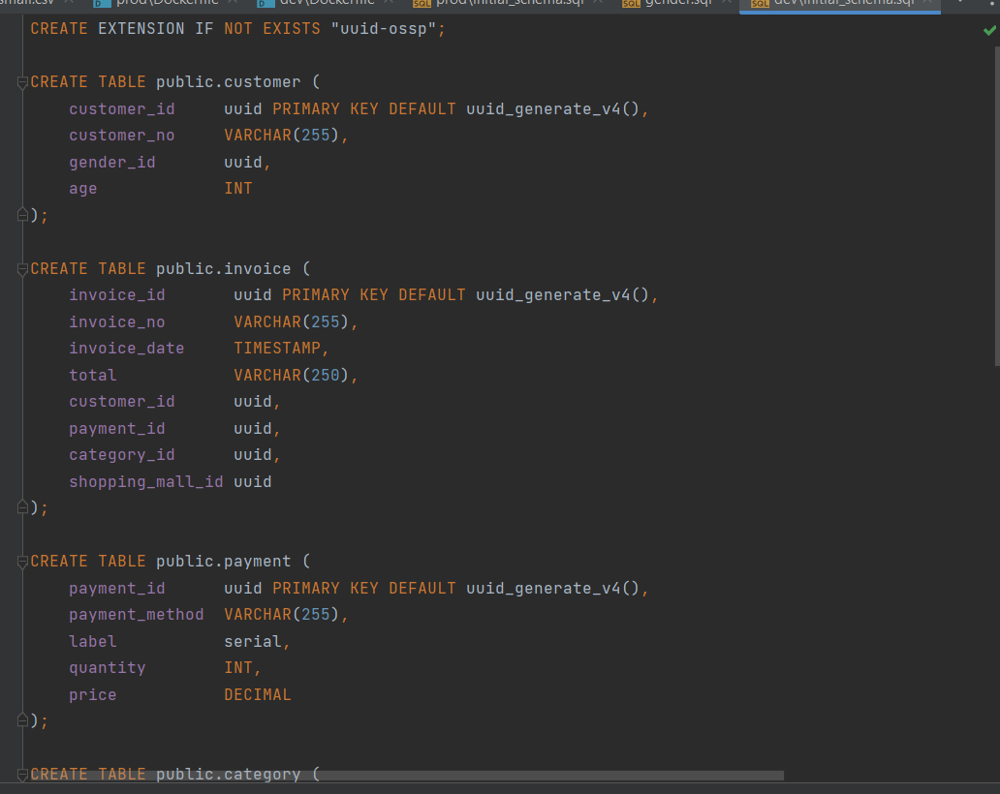 small.csv prod\Dockerfile dev\Dockerfile prod\initial_schema.sql gender.sql dev\initial_schema.sql
CREATE EXTENSION IF NOT EXISTS "uuid-ossp";
CREATE TABLE public.customer (
customer_id uuid PRIMARY KEY DEFAULT uuid_generate_v4(),
customer_no VARCHAR(255),
gender_id uuid,
age INT
);
CREATE TABLE public.invoice (
invoice_id uuid PRIMARY KEY DEFAULT uuid_generate_v4(),
invoice_no VARCHAR(255),
invoice_date TIMESTAMP,
total VARCHAR(250),
customer_id uuid,
payment_id uuid,
category_id uuid,
shopping_mall_id uuid
);
CREATE TABLE public.payment (
payment_id uuid PRIMARY KEY DEFAULT uuid_generate_v4(),
payment_method VARCHAR(255),
label serial,
quantity INT,
price DECIMAL
);
CREATE TABLE public.category (